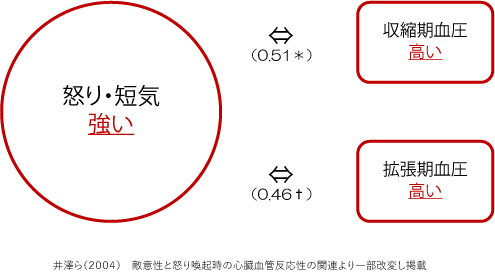 怒り・短気
強い
⇔
（0.51＊）
収縮期血圧
高い
⇔
（0.46†）
拡張期血圧
高い
井澤ら（2004）　敵意性と怒り喚起時の心臓血管反応性の関連より一部改変し掲載